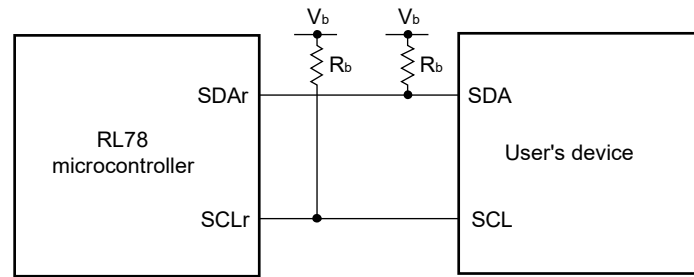 Vb Vb
Rb Rb
SDAr SDA
RL78
microcontroller
User's device
SCLr SCL